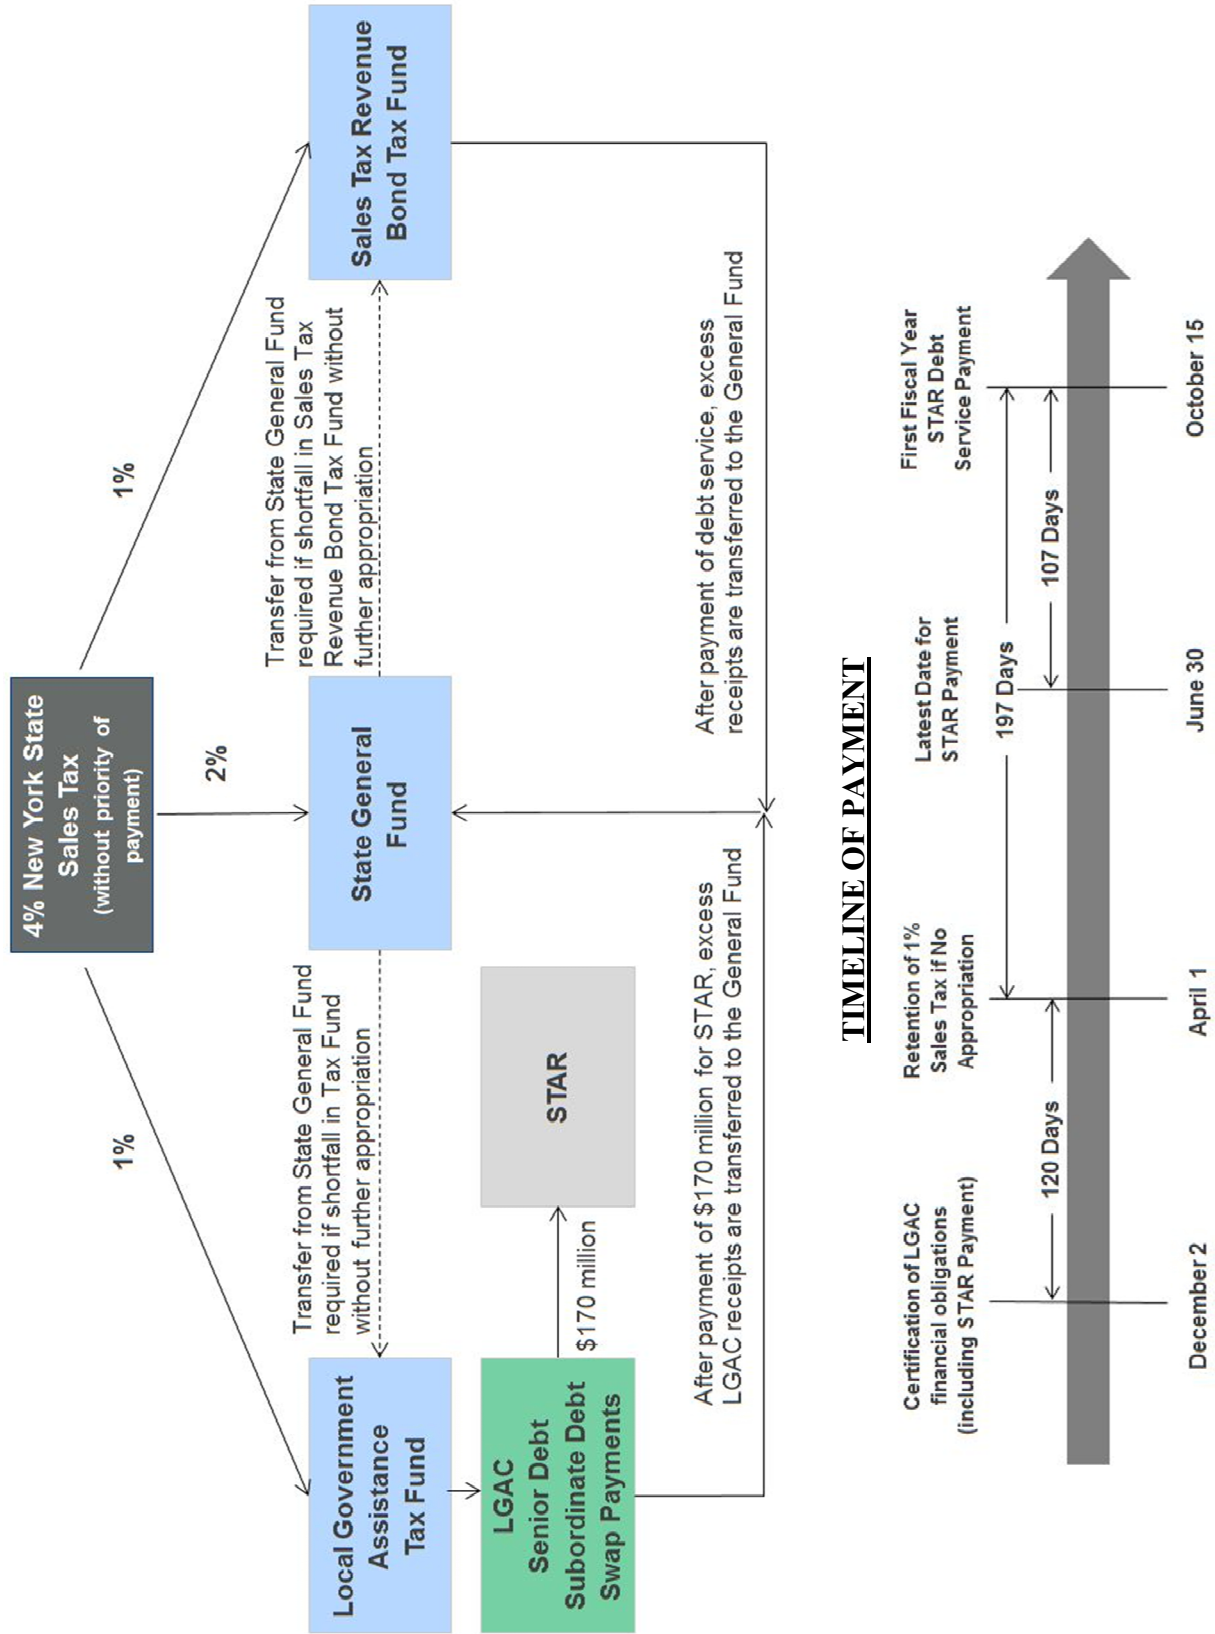 4% New York State
Sales Tax
(without priority of
payment)
1%
2%
1%
Local Government
Assistance
Tax Fund
Transfer from State General Fund
required if shortfall in Tax Fund
without further appropriation
State General
Fund
Transfer from State General Fund
required if shortfall in Sales Tax
Revenue Bond Tax Fund without
further appropriation
Sales Tax Revenue
Bond Tax Fund
LGAC
Senior Debt
Subordinate Debt
Swap Payments
$170 million
STAR
After payment of $170 million for STAR, excess
LGAC receipts are transferred to the General Fund
After payment of debt service, excess
receipts are transferred to the General Fund
TIMELINE OF PAYMENT
Certification of LGAC
financial obligations
(including STAR Payment)
Retention of 1%
Sales Tax if No
Appropriation
Latest Date for
STAR Payment
First Fiscal Year
STAR Debt
Service Payment
197 Days
120 Days
107 Days
December 2
April 1
June 30
October 15